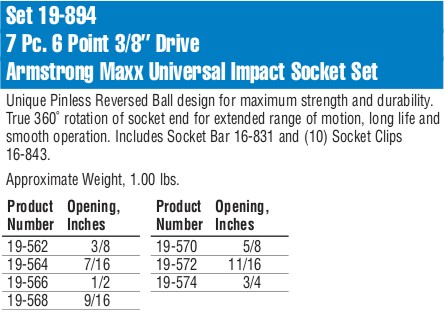 Set 19-894
7 Pc. 6 Point 3/8" Drive
Armstrong Maxx Universal Impact Socket Set
Unique Pinless Reversed Ball design for maximum strength and durability.
True 360° rotation of socket end for extended range of motion, long life and
smooth operation. Includes Socket Bar 16-831 and (10) Socket Clips
16-843.
Approximate Weight, 1.00 lbs.
Product Opening, Product Opening,
Number Inches Number Inches
19-562 3/8 19-570 5/8
19-564 7/16 19-572 11/16
19-566 1/2 19-574 3/4
19-568 9/16